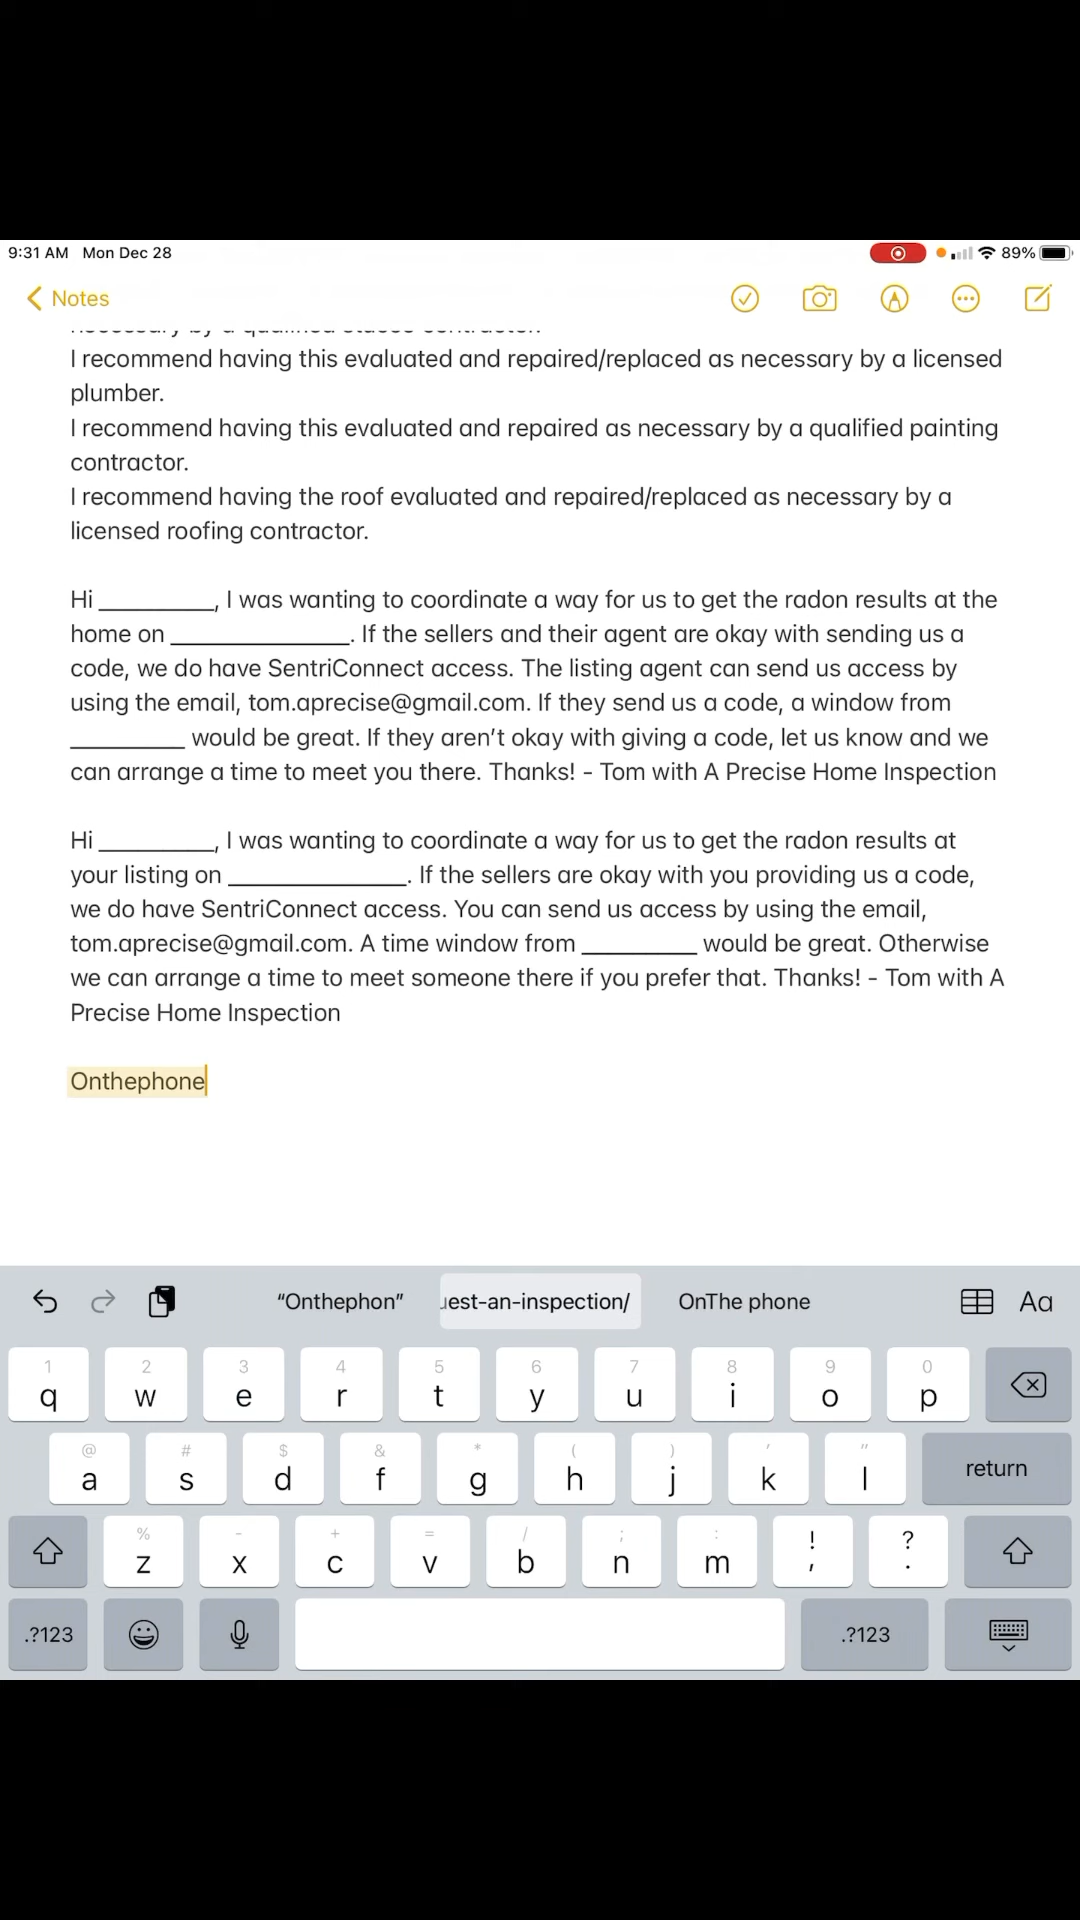 9:31 AM Mon Dec 28
89%
Notes
I recommend having this evaluated and repaired/replaced as necessary by a licensed
plumber.
I recommend having this evaluated and repaired as necessary by a qualified painting
contractor.
I recommend having the roof evaluated and repaired/replaced as necessary by a
licensed roofing contractor.
Hi _________, I was wanting to coordinate a way for us to get the radon results at the
home on ______________. If the sellers and their agent are okay with sending us a
code, we do have SentriConnect access. The listing agent can send us access by
using the email, tom.aprecise@gmail.com. If they send us a code, a window from
_________ would be great. If they aren’t okay with giving a code, let us know and we
can arrange a time to meet you there. Thanks! - Tom with A Precise Home Inspection
Hi _________, I was wanting to coordinate a way for us to get the radon results at
your listing on ______________. If the sellers are okay with you providing us a code,
we do have SentriConnect access. You can send us access by using the email,
tom.aprecise@gmail.com. A time window from _________ would be great. Otherwise
we can arrange a time to meet someone there if you prefer that. Thanks! - Tom with A
Precise Home Inspection
Onthephone
“Onthephon” uest-an-inspection/ OnThe phone Aa
1 2 3 4 5 6 7 8 9 0
q w e r t y u i o p
@ # $ & * ( ) ' "
a s d f g h j k l return
% - + = / ; : ! ?
z x c v b n m , .
.?123 .?123